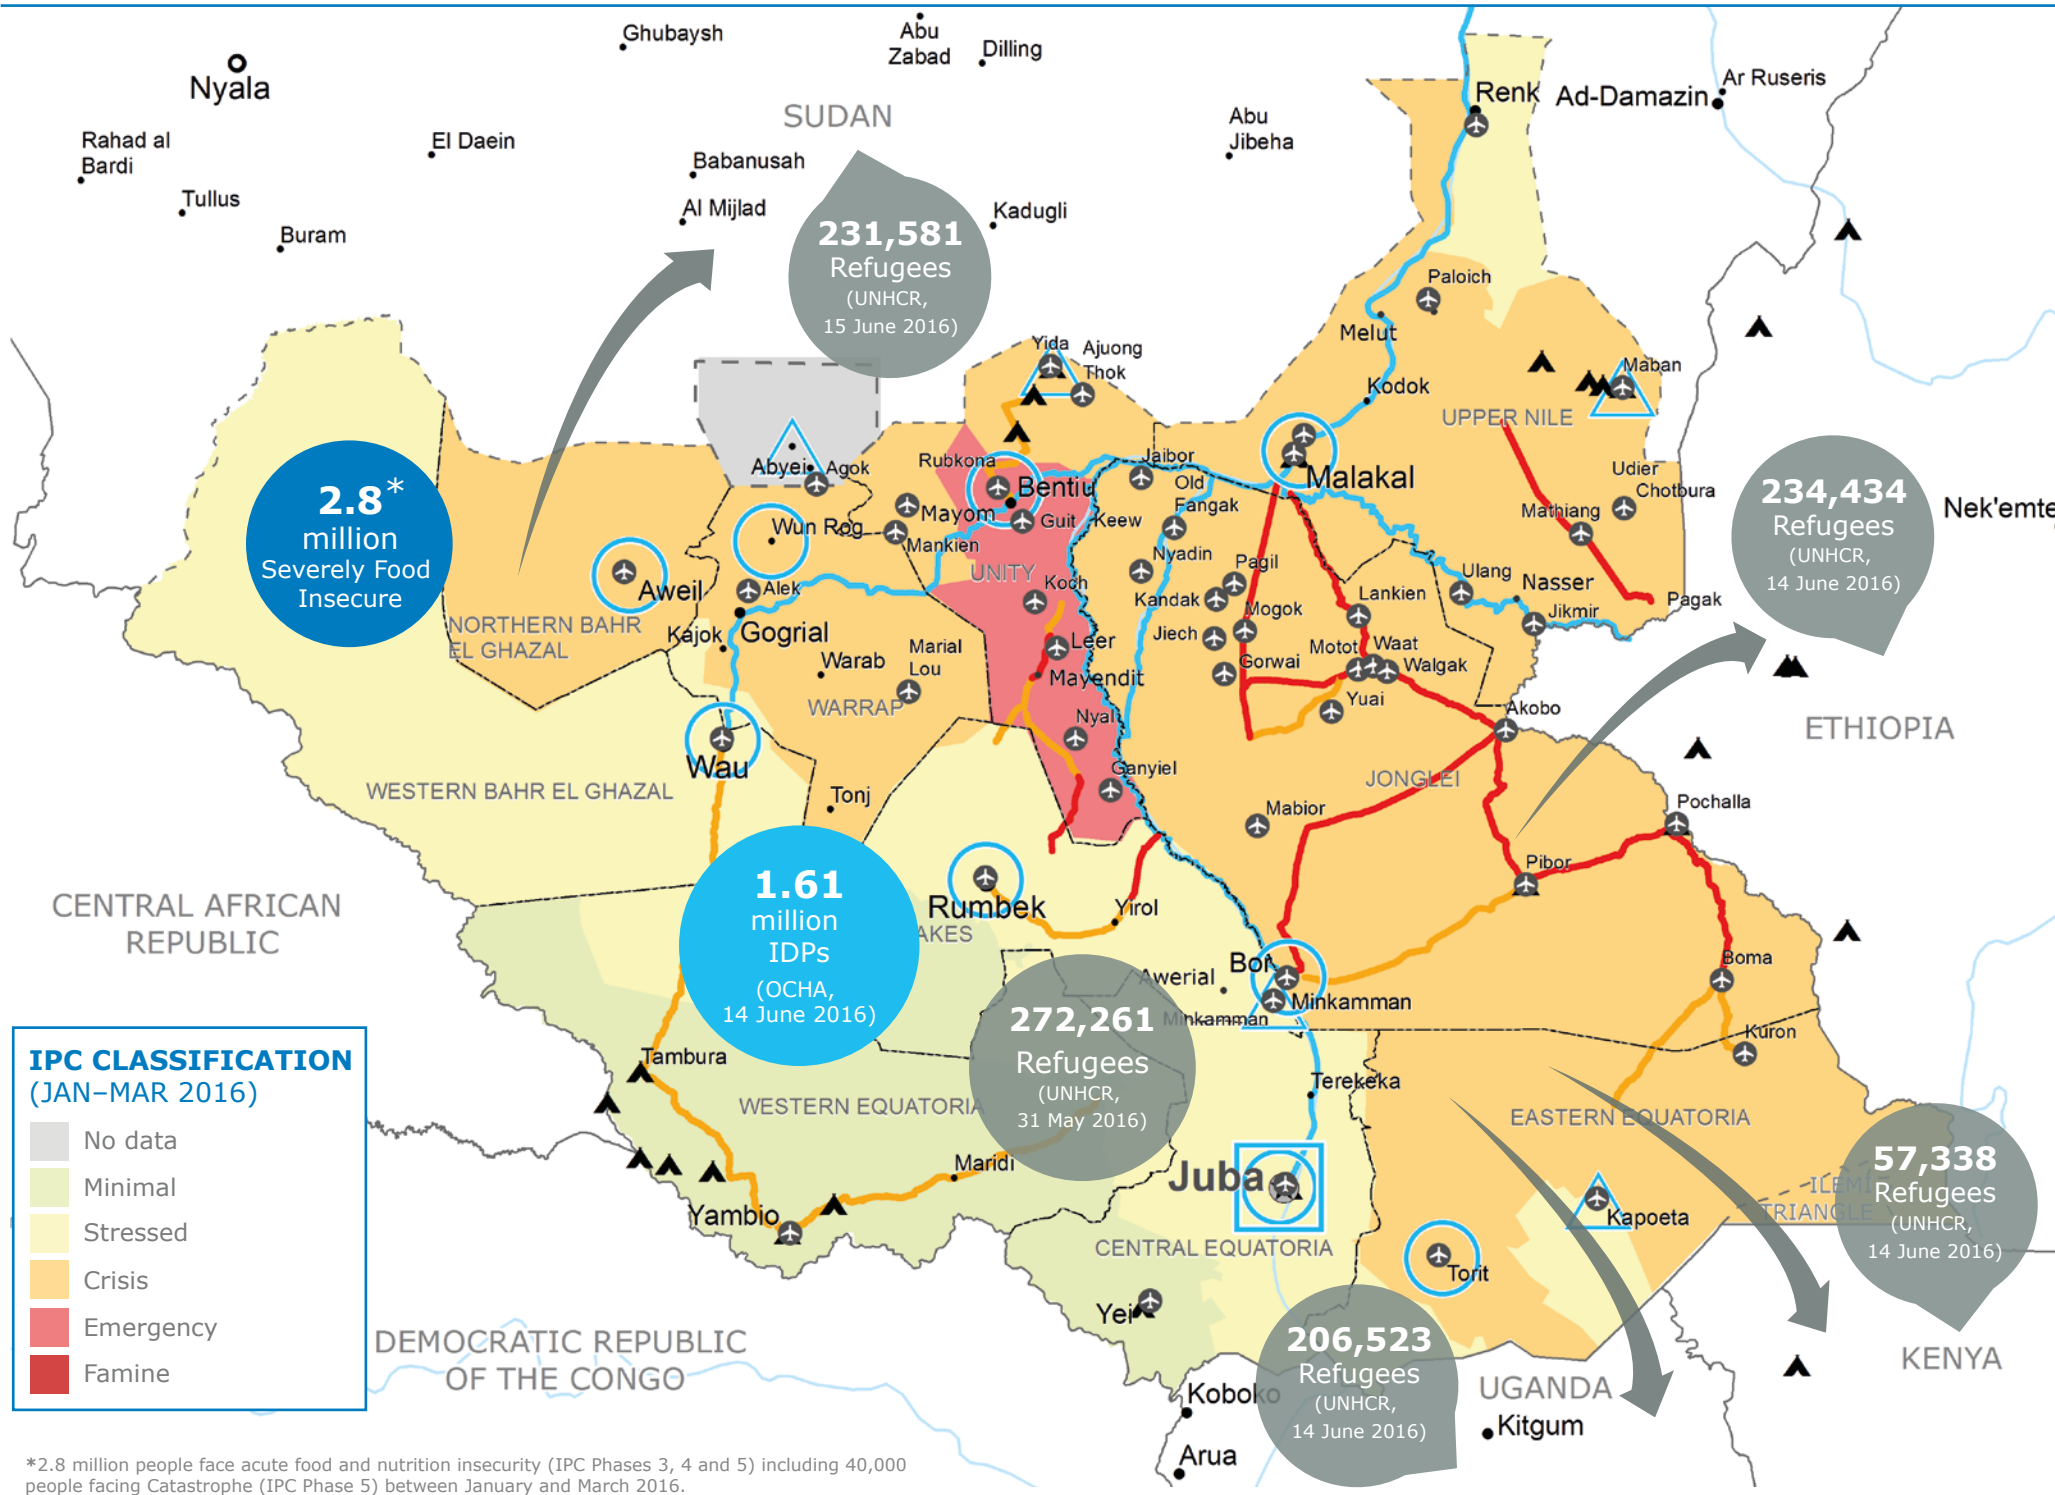 Ghubaysh
Abu
Zabad
Dilling
Nyala
Renk
Ad-Damazin
Ar Ruseris
SUDAN
Abu
Jibeha
Rahad al
Bardi
El Daein
Babanusah
Tullus
Al Mijlad
Kadugli
Buram
231,581
Refugees
(UNHCR,
15 June 2016)
Paloich
Melut
Yida
Ajuong
Thok
Maban
Kodok
UPPER NILE
2.8*
million
Severely Food
Insecure
Abyei
Agok
Rubkona
Bentiu
Jaibor
Malakal
Old
Fangak
Udier
Chotbura
234,434
Refugees
(UNHCR,
14 June 2016)
Nek'emte
Wun Rog
Mayom
Guit
Keew
Mathiang
Mankien
Nyadin
Pagil
UNITY
Koch
Ulang
Nasser
Aweil
Alek
Kandak
Mogok
Lankien
Jikmir
Pagak
NORTHERN BAHR
EL GHAZAL
Kajok
Gogrial
Marial
Lou
Leer
Jiech
Motot
Waat
Warab
Gorwai
Walgak
Mayendit
WARRAP
Nyal
Yuai
Akobo
ETHIOPIA
Wau
Ganyiel
JONGLEI
WESTERN BAHR EL GHAZAL
Tonj
Mabior
Pochalla
Pibor
CENTRAL AFRICAN
REPUBLIC
1.61
million
IDPs
(OCHA,
14 June 2016)
Rumbek
AKES
Yirol
Awerial
Bor
Boma
Minkamman
Minkamman
272,261
Refugees
(UNHCR,
31 May 2016)
Kuron
IPC CLASSIFICATION
(JAN–MAR 2016)
No data
Minimal
Stressed
Crisis
Emergency
Famine
Tambura
WESTERN EQUATORIA
Terekeka
EASTERN EQUATORIA
Maridi
Juba
57,338
Refugees
(UNHCR,
14 June 2016)
ILEMI
TRIANGLE
Yambio
Kapoeta
CENTRAL EQUATORIA
Torit
Yei
DEMOCRATIC REPUBLIC
OF THE CONGO
206,523
Refugees
(UNHCR,
14 June 2016)
KENYA
UGANDA
Koboko
Kitgum
Arua
*2.8 million people face acute food and nutrition insecurity (IPC Phases 3, 4 and 5) including 40,000
people facing Catastrophe (IPC Phase 5) between January and March 2016.